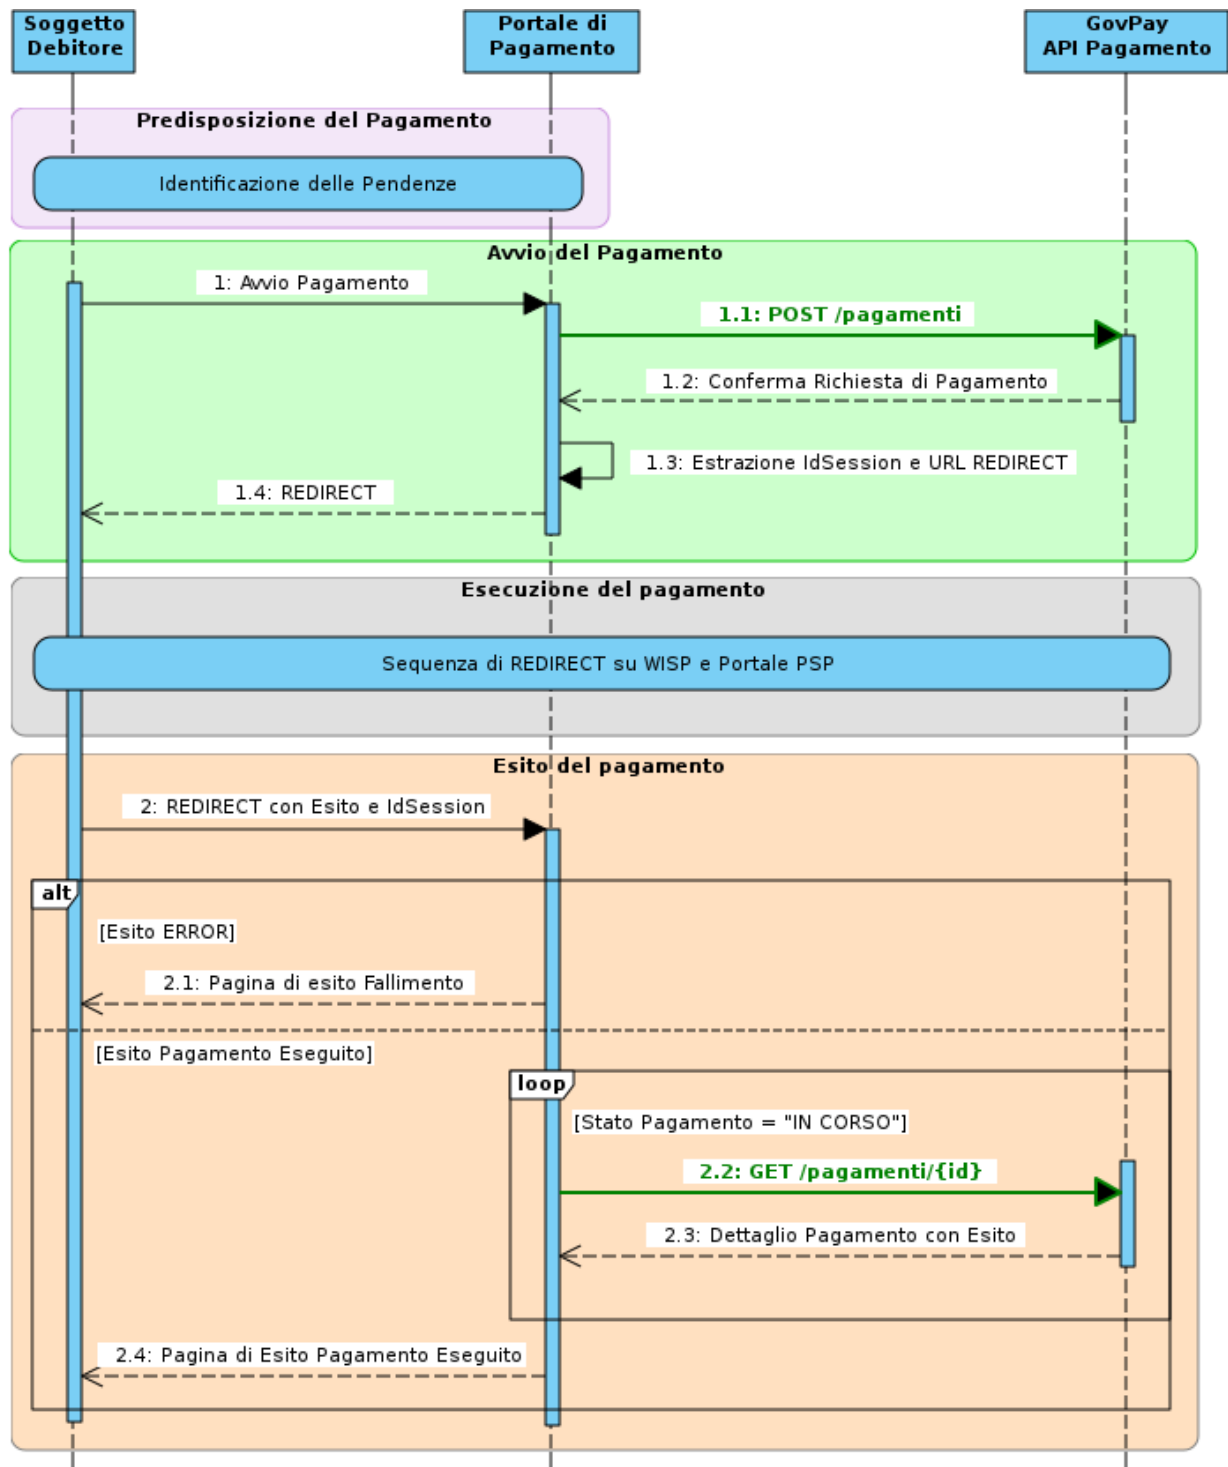 Soggetto
Debitore
Portale di
Pagamento
GovPay
API Pagamento
Predisposizione del Pagamento
Identificazione delle Pendenze
Avvio del Pagamento
1: Avvio Pagamento
1.1: POST /pagamenti
1.2: Conferma Richiesta di Pagamento
1.3: Estrazione IdSession e URL REDIRECT
1.4: REDIRECT
Esecuzione del pagamento
Sequenza di REDIRECT su WISP e Portale PSP
Esito del pagamento
2: REDIRECT con Esito e IdSession
alt
[Esito ERROR]
2.1: Pagina di esito Fallimento
[Esito Pagamento Eseguito]
loop
[Stato Pagamento = "IN CORSO"]
2.2: GET /pagamenti/{id}
2.3: Dettaglio Pagamento con Esito
2.4: Pagina di Esito Pagamento Eseguito